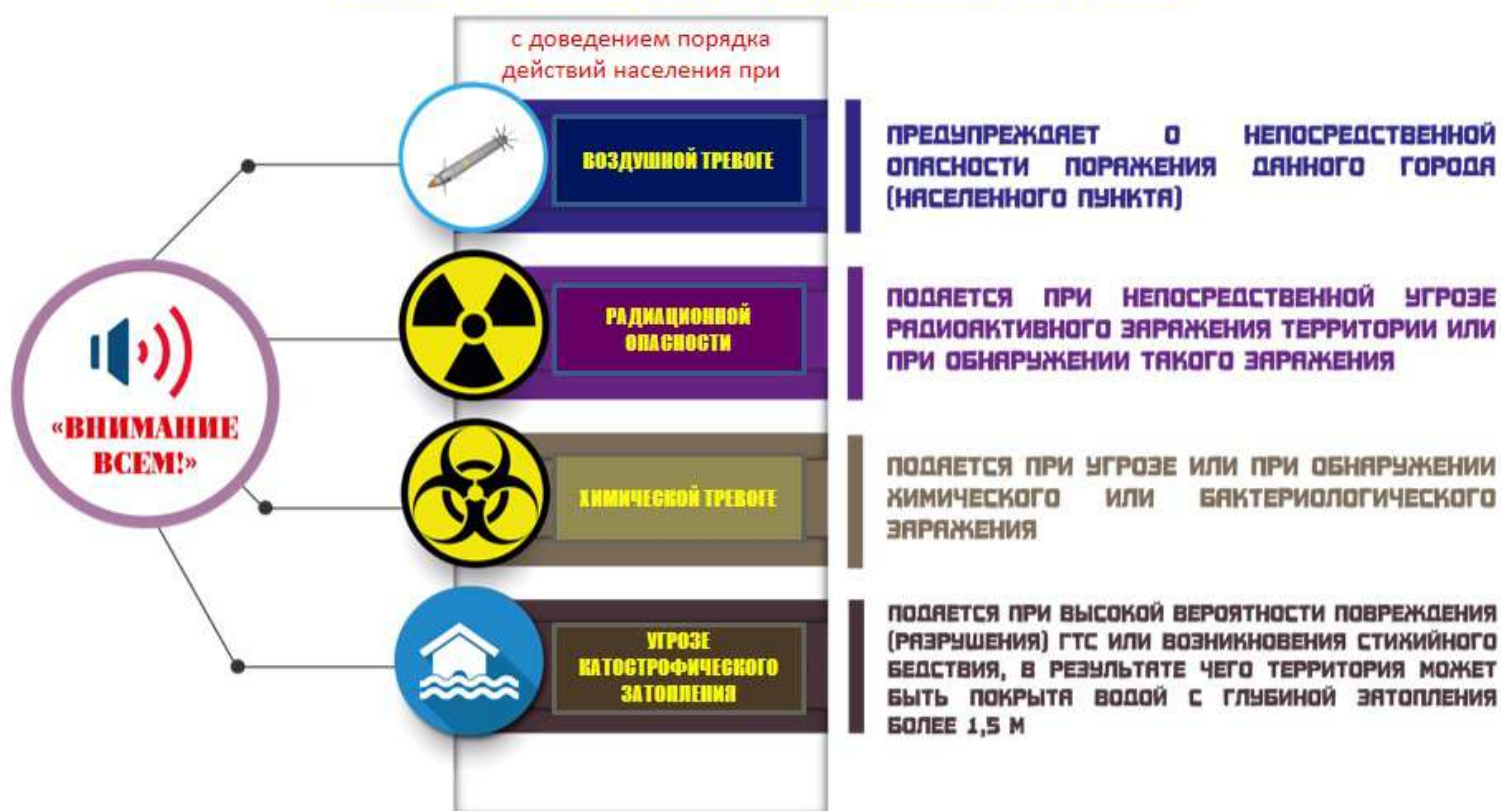 с доведением порядка
действий населения при
«ВНИМАНИЕ
ВСЕМ!»
ВОЗДУШНОЙ ТРЕВОГЕ
ПРЕДУПРЕЖДАЕТ О НЕПОСРЕДСТВЕННОЙ
ОПАСНОСТИ ПОРАЖЕНИЯ ДАННОГО ГОРОДА
(НАСЕЛЕННОГО ПУНКТА)
РАДИАЦИОННОЙ
ОПАСНОСТИ
ПОДАЕТСЯ ПРИ НЕПОСРЕДСТВЕННОЙ УГРОЗЕ
РАДИОАКТИВНОГО ЗАРАЖЕНИЯ ТЕРРИТОРИИ ИЛИ
ПРИ ОБНАРУЖЕНИИ ТАКОГО ЗАРАЖЕНИЯ
ХИМИЧЕСКОЙ ТРЕВОГЕ
ПОДАЕТСЯ ПРИ УГРОЗЕ ИЛИ ПРИ ОБНАРУЖЕНИИ
ХИМИЧЕСКОГО ИЛИ БАКТЕРИОЛОГИЧЕСКОГО
ЗАРАЖЕНИЯ
УГРОЗЕ
КАТОСТРОФИЧЕСКОГО
ЗАТОПЛЕНИЯ
ПОДАЕТСЯ ПРИ ВЫСОКОЙ ВЕРОЯТНОСТИ ПОВРЕЖДЕНИЯ
(РАЗРУШЕНИЯ) ГТС ИЛИ ВОЗНИКНОВЕНИЯ СТИХИЙНОГО
БЕДСТВИЯ, В РЕЗУЛЬТАТЕ ЧЕГО ТЕРРИТОРИЯ МОЖЕТ
БЫТЬ ПОКРЫТА ВОДОЙ С ГЛУБИНОЙ ЗАТОПЛЕНИЯ
БОЛЕЕ 1,5 М